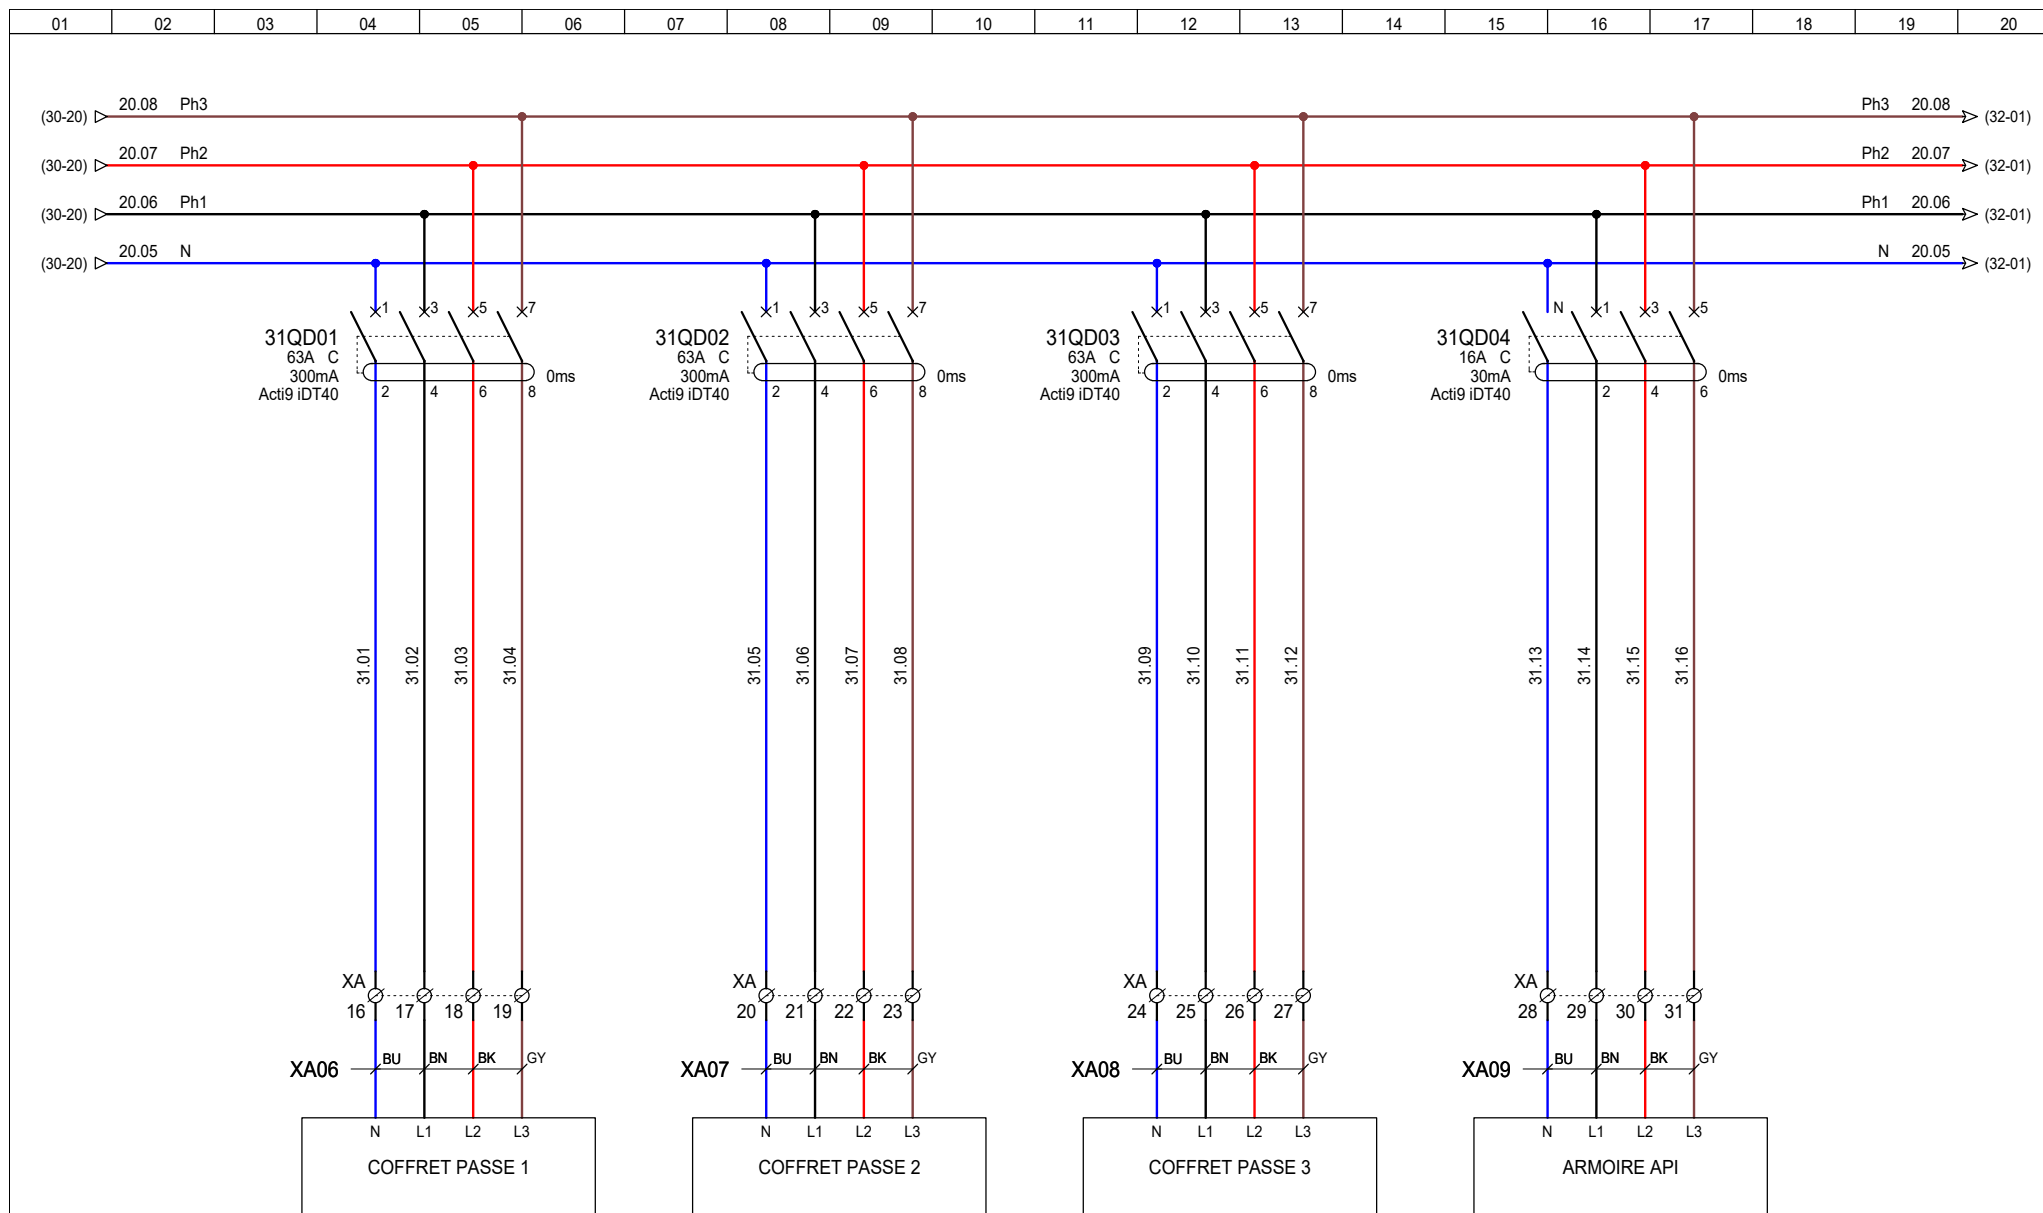 01 02 03 04 05 06 07 08 09 10 11 12 13 14 15 16 17 18 19 20
(30-20) 20.08 Ph3 Ph3 20.08 (32-01)
(30-20) 20.07 Ph2 Ph2 20.07 (32-01)
(30-20) 20.06 Ph1 Ph1 20.06 (32-01)
(30-20) 20.05 N N 20.05 (32-01)
1 3 5 7 1 3 5 7 1 3 5 7 N 1 3 5
31QD01 31QD02 31QD03 31QD04
63A C 63A C 63A C 16A C
300mA 0ms 300mA 0ms 300mA 0ms 30mA 0ms
Acti9 iDT40 2 4 6 8 Acti9 iDT40 2 4 6 8 Acti9 iDT40 2 4 6 8 Acti9 iDT40 2 4 6
31.01 31.02 31.03 31.04 31.05 31.06 31.07 31.08 31.09 31.10 31.11 31.12 31.13 31.14 31.15 31.16
XA XA XA XA
16 17 18 19 20 21 22 23 24 25 26 27 28 29 30 31
XA06 BU BN BK GY XA07 BU BN BK GY XA08 BU BN BK GY XA09 BU BN BK GY
N L1 L2 L3 N L1 L2 L3 N L1 L2 L3 N L1 L2 L3
COFFRET PASSE 1 COFFRET PASSE 2 COFFRET PASSE 3 ARMOIRE API